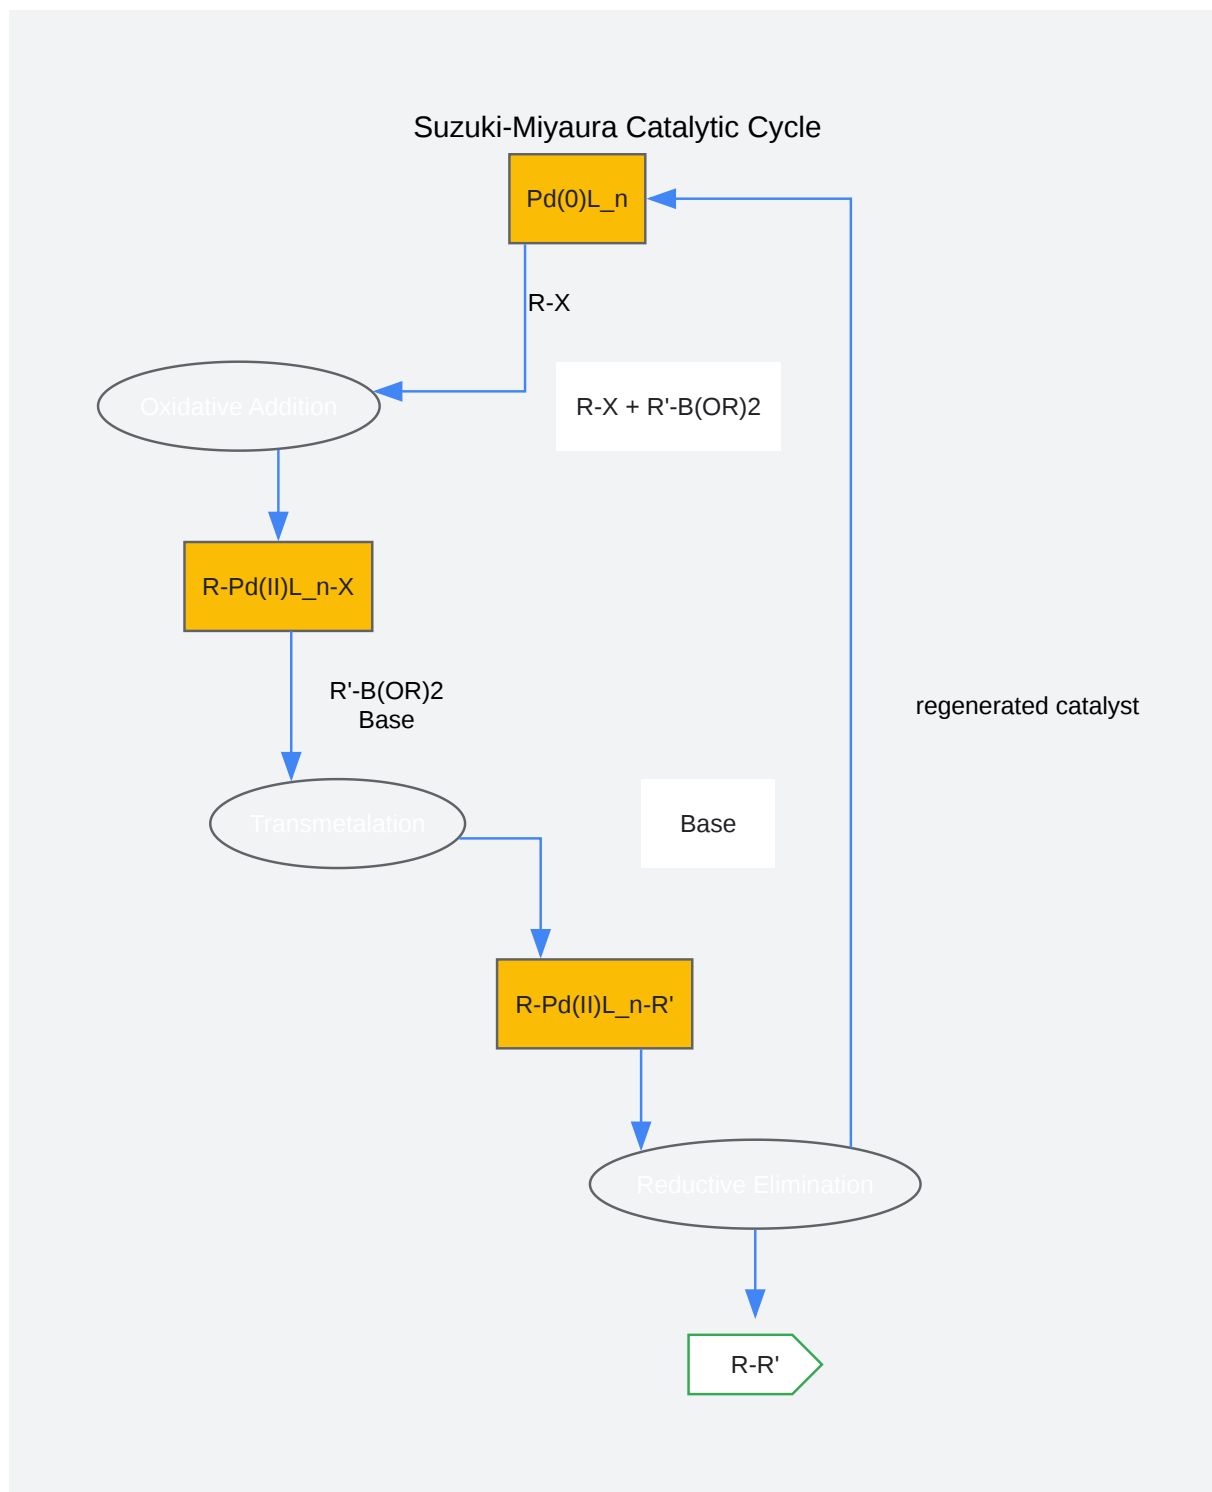 Suzuki-Miyaura Catalytic Cycle
Pd(0)L_n
R-X
Oxidative Addition
R-X + R'-B(OR)2
R-Pd(II)L_n-X
R'-B(OR)2
Base
regenerated catalyst
Transmetalation
Base
R-Pd(II)L_n-R'
Reductive Elimination
R-R'